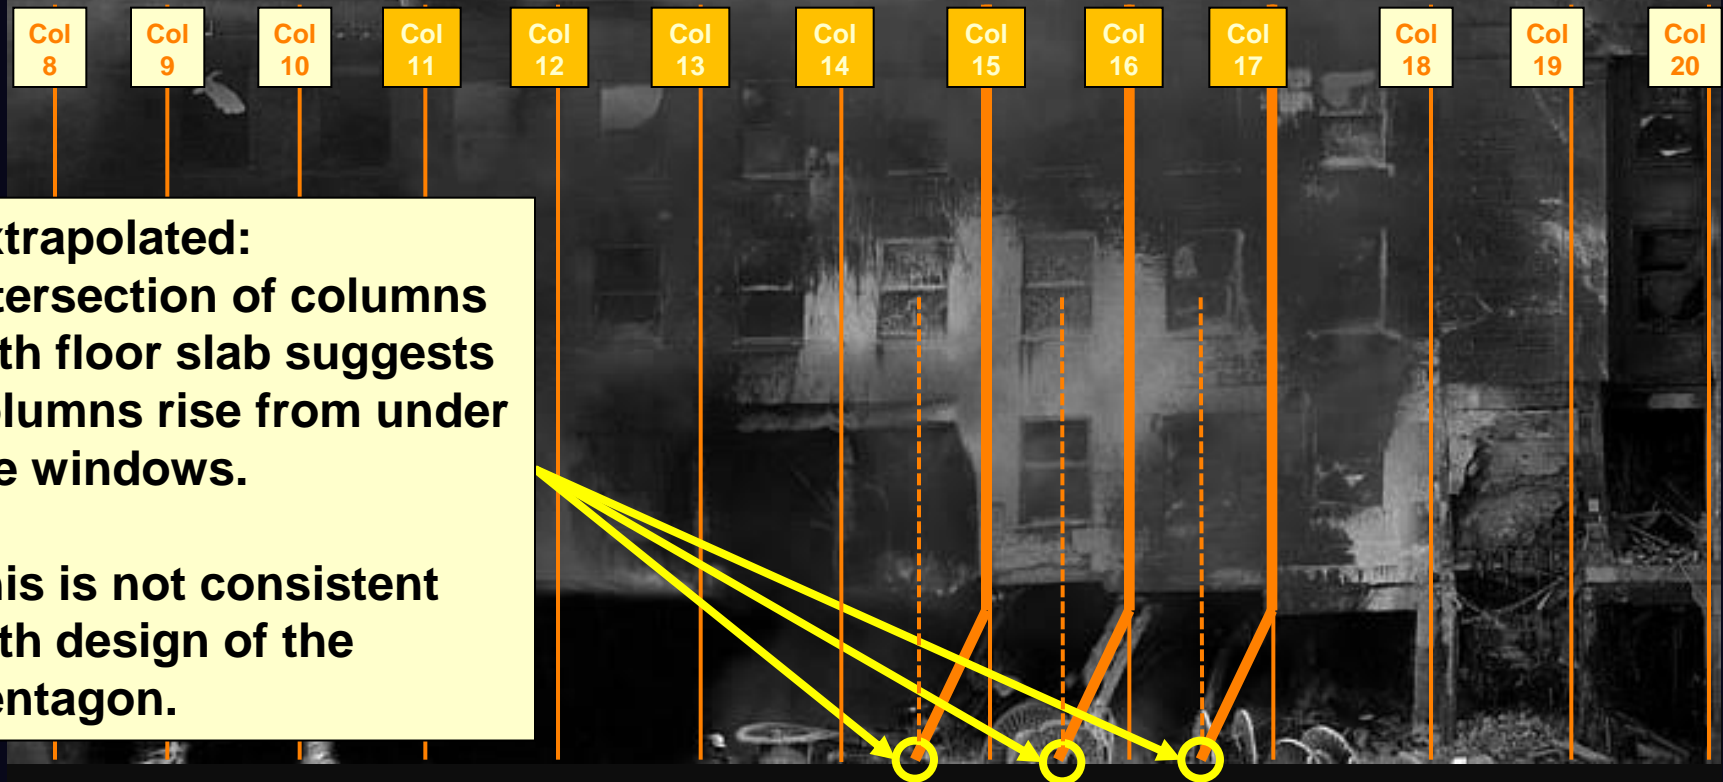 Col 8
Col 9
Col 10
Col 11
Col 12
Col 13
Col 14
Col 15
Col 16
Col 17
Col 18
Col 19
Col 20
xtrapolated:
tersection of columns
th floor slab suggests
olumns rise from under
e windows.
his is not consistent
th design of the
entagon.